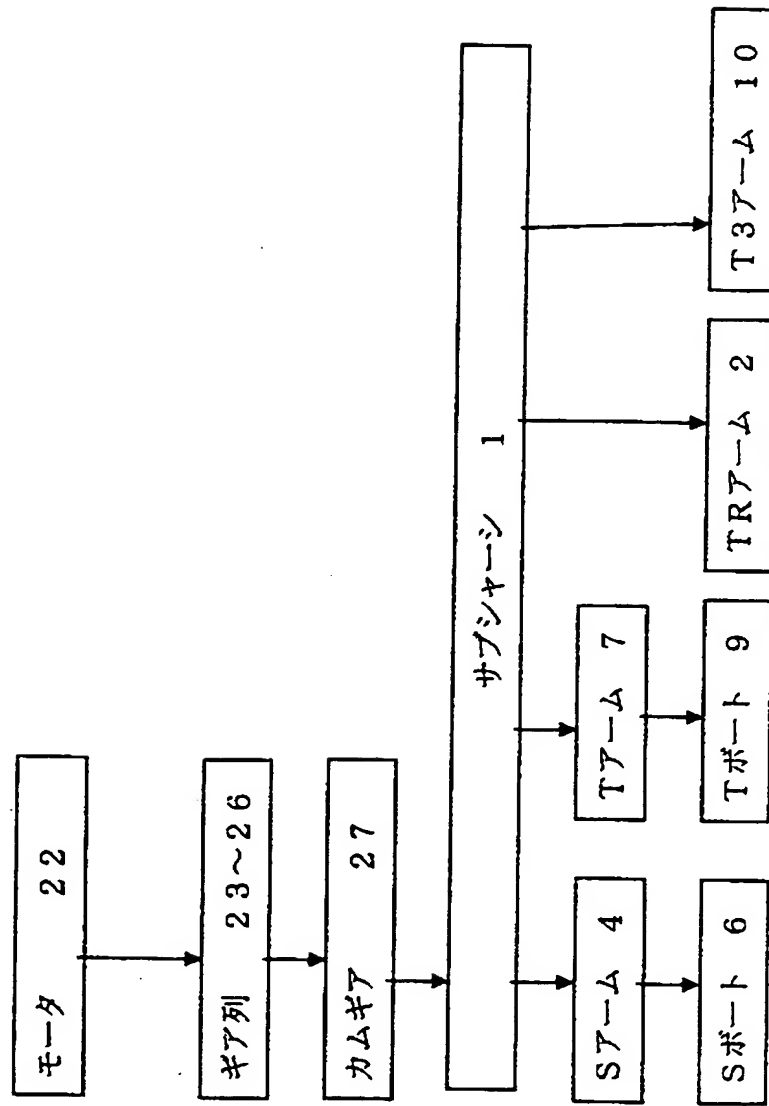 モータ 22
ギア列 23～26
カムギア 27
サブシャーシ 1
Sアーム 4
Tアーム 7
TRアーム 2
T3アーム 10
Sボート 6
Tボート 9